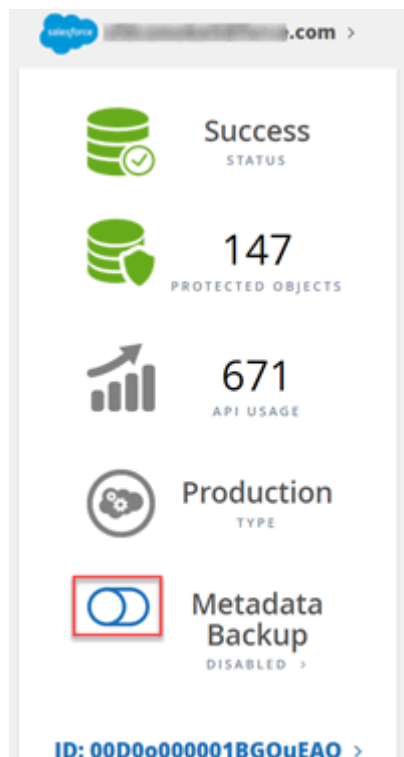 salesforce
.com >
Success
STATUS
147
PROTECTED OBJECTS
671
API USAGE
Production
TYPE
Metadata
Backup
DISABLED >
ID: 00D0o000001BGOuEAO >